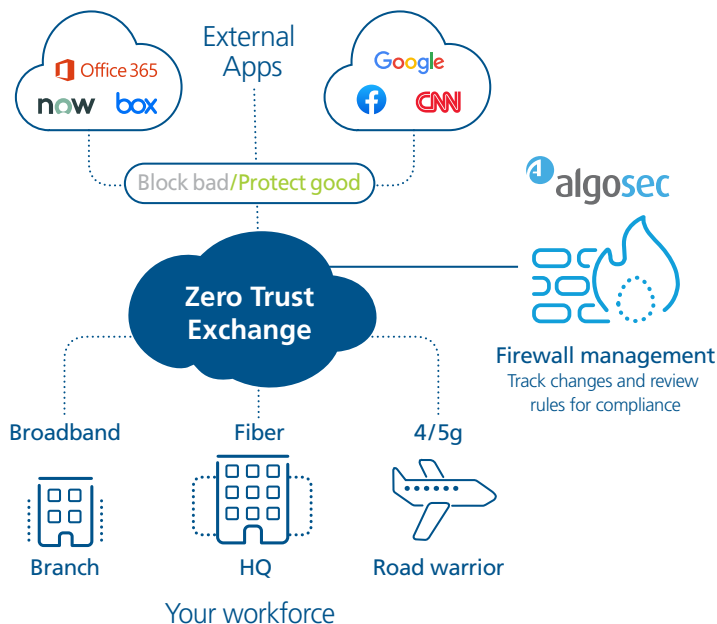 External
Apps
Office 365
now
box
Google
f
CNN
Block bad/Protect good
algosec
Zero Trust
Exchange
Firewall management
Track changes and review
rules for compliance
Broadband
Fiber
4/5g
Branch
HQ
Road warrior
Your workforce